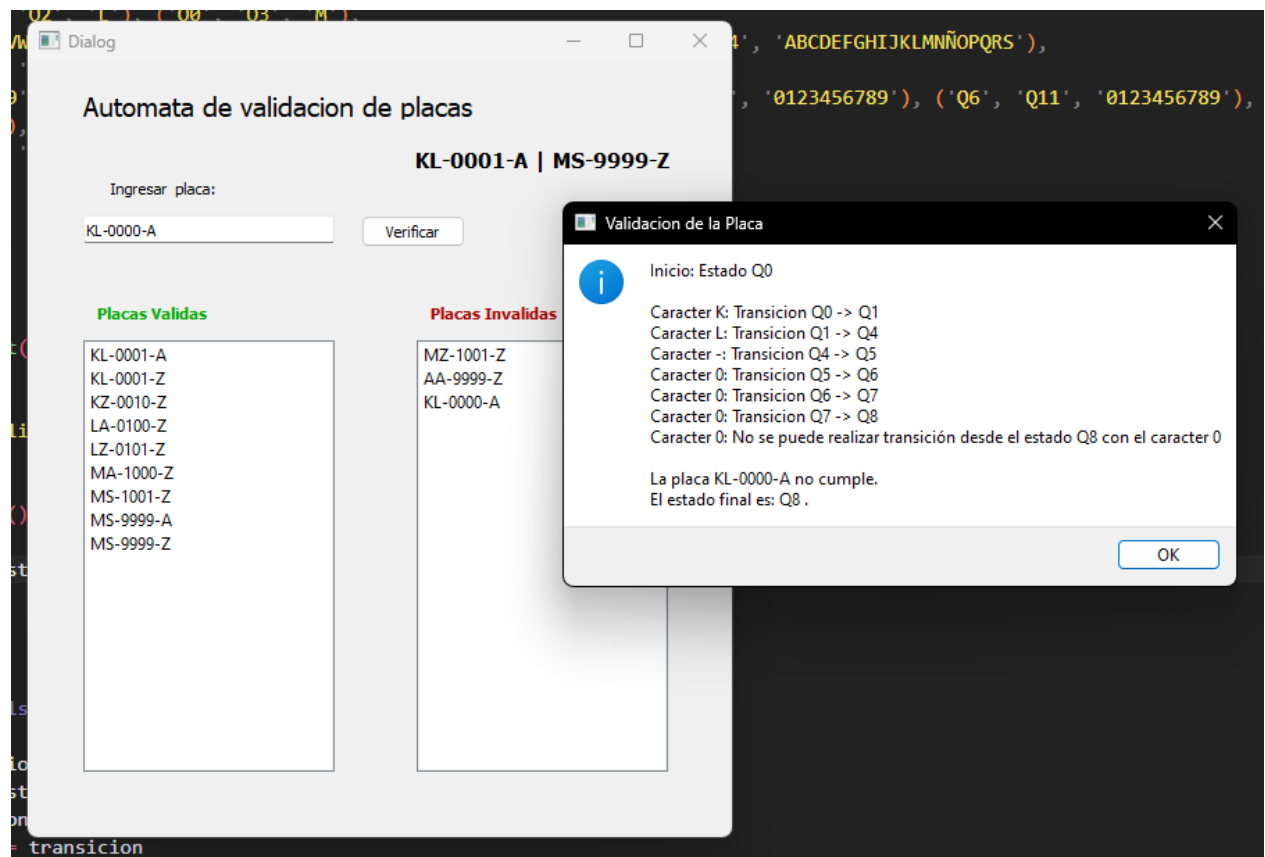 'Q2', 'L'), ('Q0', 'Q3', 'M'),
Dialog
4', 'ABCDEFGHIJKLMNÑOPQRS'),
', '0123456789'), ('Q6', 'Q11', '0123456789'),
Automata de validacion de placas
KL-0001-A | MS-9999-Z
Ingresar placa:
KL-0000-A
Verificar
Placas Validas
KL-0001-A
KL-0001-Z
KZ-0010-Z
LA-0100-Z
LZ-0101-Z
MA-1000-Z
MS-1001-Z
MS-9999-A
MS-9999-Z
Placas Invalidas
MZ-1001-Z
AA-9999-Z
KL-0000-A
Validacion de la Placa
Inicio: Estado Q0
Caracter K: Transicion Q0 -> Q1
Caracter L: Transicion Q1 -> Q4
Caracter -: Transicion Q4 -> Q5
Caracter 0: Transicion Q5 -> Q6
Caracter 0: Transicion Q6 -> Q7
Caracter 0: Transicion Q7 -> Q8
Caracter 0: No se puede realizar transición desde el estado Q8 con el caracter 0
La placa KL-0000-A no cumple.
El estado final es: Q8 .
OK
= transicion